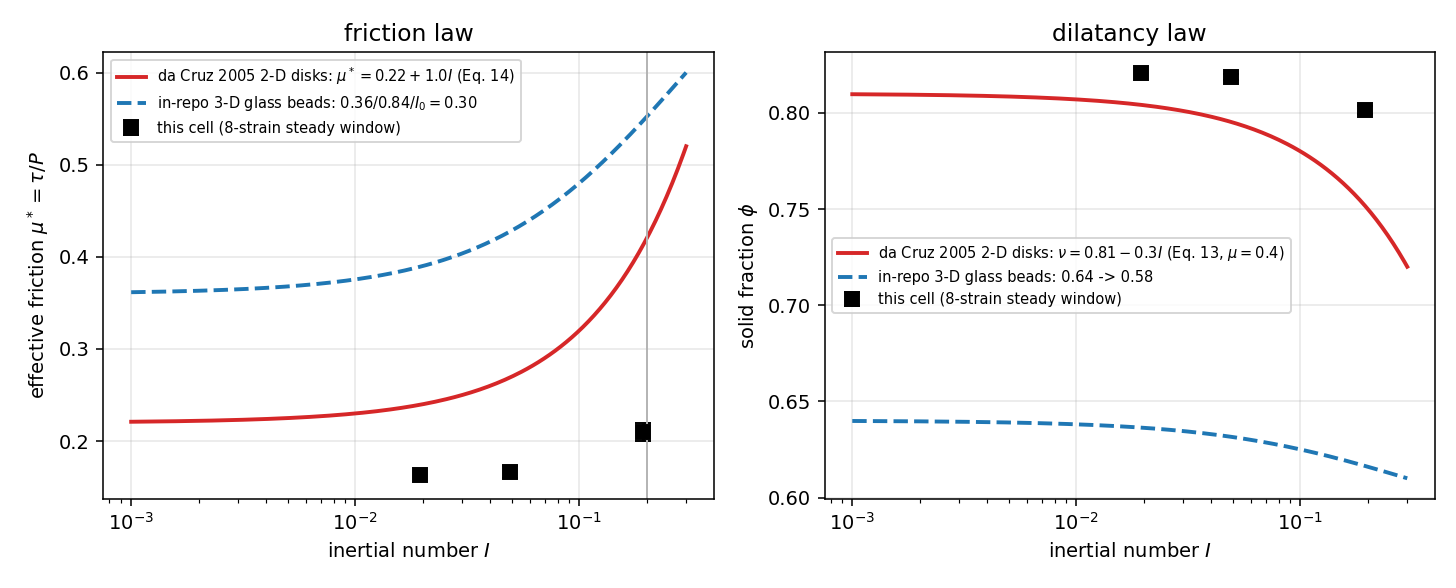 friction law
da Cruz 2005 2-D disks: μ* = 0.22 + 1.0I (Eq. 14)
in-repo 3-D glass beads: 0.36/0.84/I₀ = 0.30
this cell (8-strain steady window)
effective friction μ* = τ/P
0.6
0.5
0.4
0.3
0.2
10⁻³
10⁻²
10⁻¹
inertial number I
dilatancy law
da Cruz 2005 2-D disks: ν = 0.81 − 0.3I (Eq. 13, μ = 0.4)
in-repo 3-D glass beads: 0.64 -> 0.58
this cell (8-strain steady window)
solid fraction ϕ
0.80
0.75
0.70
0.65
0.60
10⁻³
10⁻²
10⁻¹
inertial number I